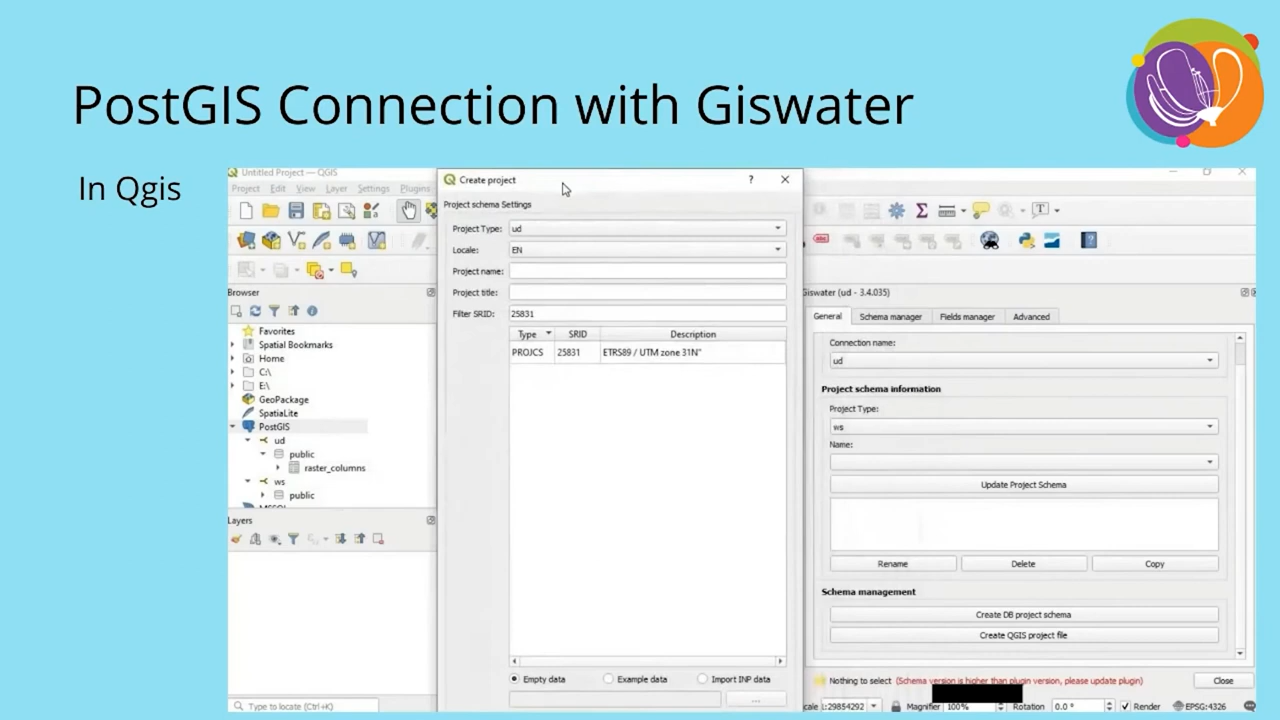 PostGIS Connection with Giswater
In Qgis
Untitled Project — QGIS
Project Edit View Layer Settings Plugins
Create project
Project schema Settings
Project Type: ud
Locale: EN
Project name:
Project title:
Filter SRID: 25831
Type SRID Description
PROJCS 25831 ETRS89 / UTM zone 31N"
Empty data Example data Import INP data
...
Browser
Favorites
Spatial Bookmarks
Home
C:\
E:\
GeoPackage
SpatiaLite
PostGIS
ud
public
raster_columns
ws
public
MSSQL
Layers
Type to locate (Ctrl+K)
Giswater (ud - 3.4.035)
General Schema manager Fields manager Advanced
Connection name:
ud
Project schema information
Project Type:
ws
Name:
Update Project Schema
Rename Delete Copy
Schema management
Create DB project schema
Create QGIS project file
Nothing to select (Schema version is higher than plugin version, please update plugin) Close
cale 1:29854292 Magnifier 100% Rotation 0.0 ° Render EPSG:4326